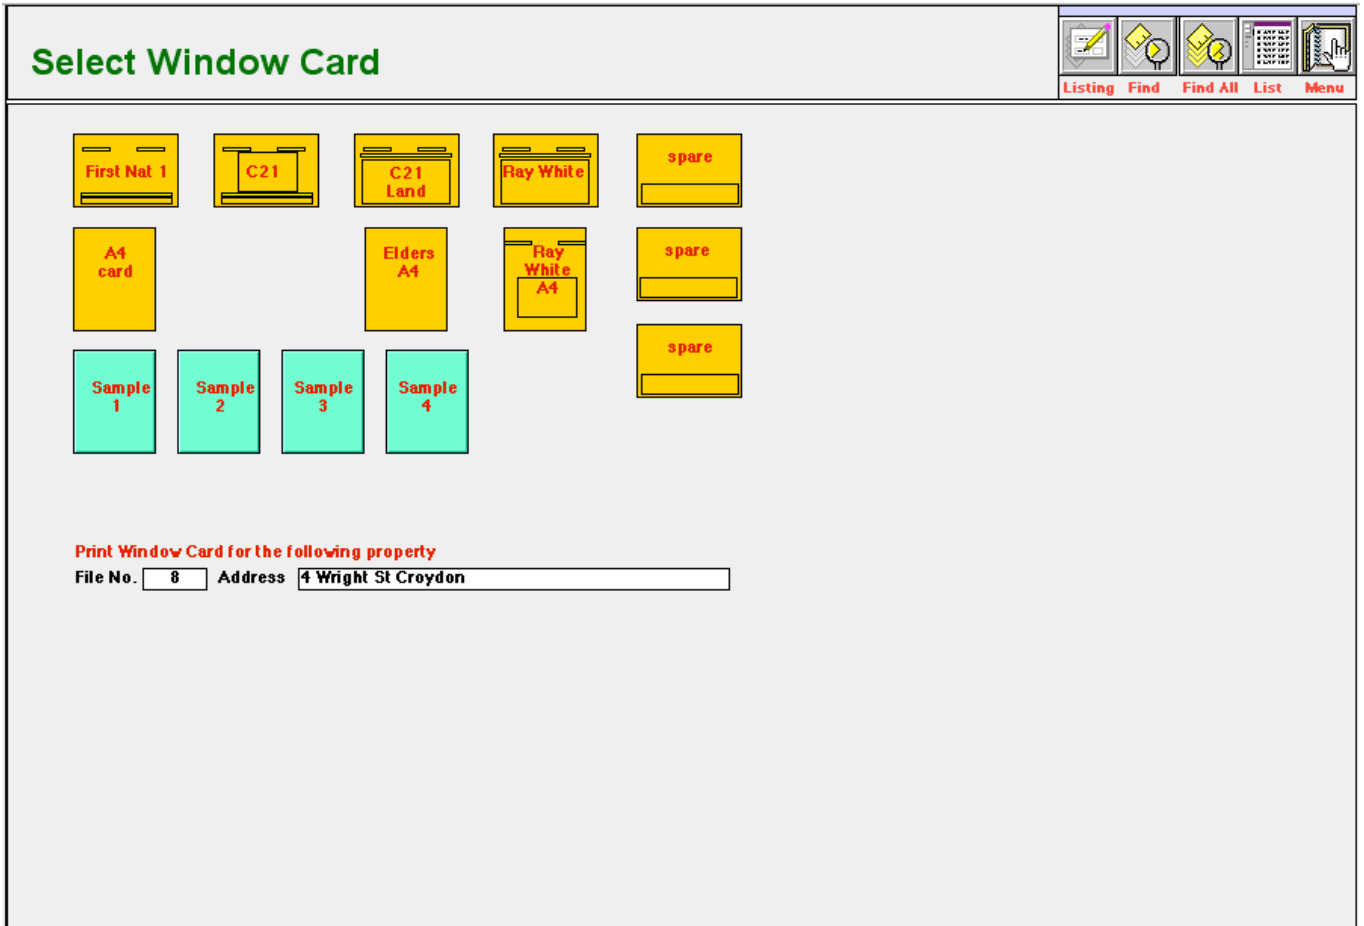 Select Window Card
Listing Find Find All List Menu
First Nat 1
C21
C21
Land
Ray White
spare
A4
card
Elders
A4
Ray
White
A4
spare
spare
Sample
1
Sample
2
Sample
3
Sample
4
Print Window Card for the following property
File No. 8 Address 4 Wright St Croydon